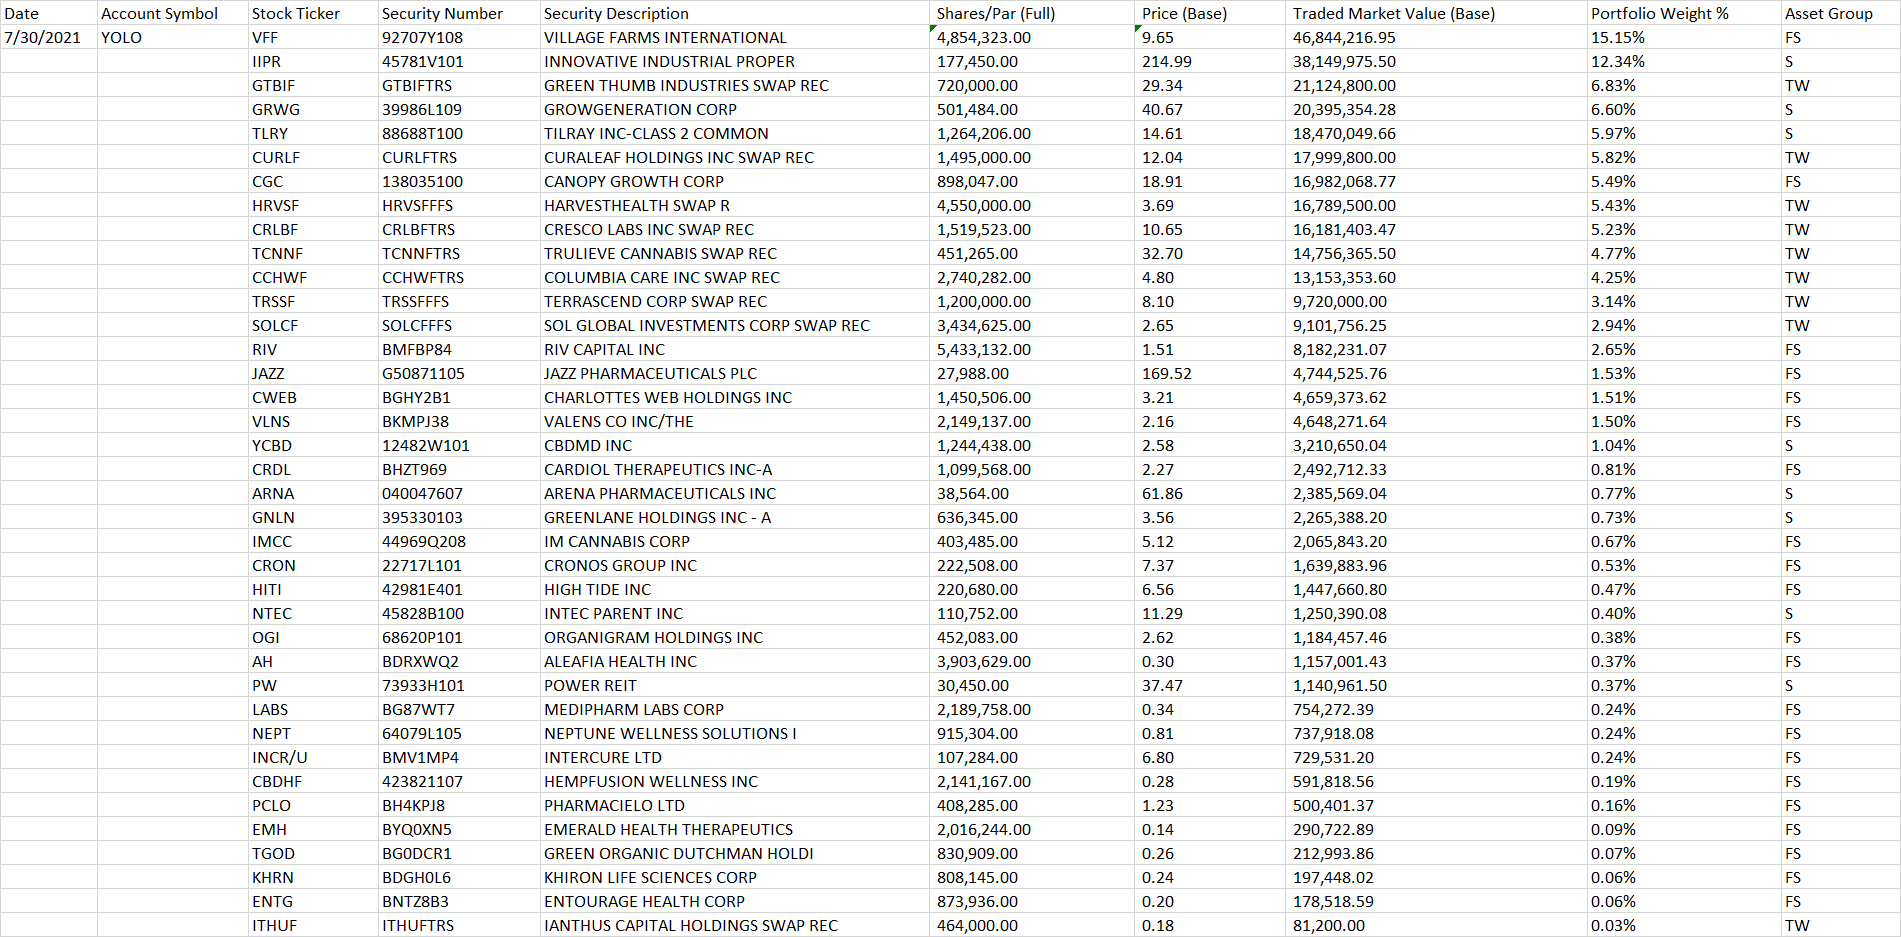 Date Account Symbol Stock Ticker Security Number Security Description Shares/Par (Full) Price (Base) Traded Market Value (Base) Portfolio Weight % Asset Group
7/30/2021 YOLO VFF 92707Y108 VILLAGE FARMS INTERNATIONAL 4,854,323.00 9.65 46,844,216.95 15.15% FS
IIPR 45781V101 INNOVATIVE INDUSTRIAL PROPER 177,450.00 214.99 38,149,975.50 12.34% S
GTBIF GTBIFTRS GREEN THUMB INDUSTRIES SWAP REC 720,000.00 29.34 21,124,800.00 6.83% TW
GRWG 39986L109 GROWGENERATION CORP 501,484.00 40.67 20,395,354.28 6.60% S
TLRY 88688T100 TILRAY INC-CLASS 2 COMMON 1,264,206.00 14.61 18,470,049.66 5.97% S
CURLF CURLFTRS CURALEAF HOLDINGS INC SWAP REC 1,495,000.00 12.04 17,999,800.00 5.82% TW
CGC 138035100 CANOPY GROWTH CORP 898,047.00 18.91 16,982,068.77 5.49% FS
HRVSF HRVSFFFS HARVESTHEALTH SWAP R 4,550,000.00 3.69 16,789,500.00 5.43% TW
CRLBF CRLBFTRS CRESCO LABS INC SWAP REC 1,519,523.00 10.65 16,181,403.47 5.23% TW
TCNNF TCNNFTRS TRULIEVE CANNABIS SWAP REC 451,265.00 32.70 14,756,365.50 4.77% TW
CCHWF CCHWFTRS COLUMBIA CARE INC SWAP REC 2,740,282.00 4.80 13,153,353.60 4.25% TW
TRSSF TRSSFFFS TERRASCEND CORP SWAP REC 1,200,000.00 8.10 9,720,000.00 3.14% TW
SOLCF SOLCFFFS SOL GLOBAL INVESTMENTS CORP SWAP REC 3,434,625.00 2.65 9,101,756.25 2.94% TW
RIV BMFBP84 RIV CAPITAL INC 5,433,132.00 1.51 8,182,231.07 2.65% FS
JAZZ G50871105 JAZZ PHARMACEUTICALS PLC 27,988.00 169.52 4,744,525.76 1.53% FS
CWEB BGHY2B1 CHARLOTTES WEB HOLDINGS INC 1,450,506.00 3.21 4,659,373.62 1.51% FS
VLNS BKMPJ38 VALENS CO INC/THE 2,149,137.00 2.16 4,648,271.64 1.50% FS
YCBD 12482W101 CBDMD INC 1,244,438.00 2.58 3,210,650.04 1.04% S
CRDL BHZT969 CARDIOL THERAPEUTICS INC-A 1,099,568.00 2.27 2,492,712.33 0.81% FS
ARNA 040047607 ARENA PHARMACEUTICALS INC 38,564.00 61.86 2,385,569.04 0.77% S
GNLN 395330103 GREENLANE HOLDINGS INC - A 636,345.00 3.56 2,265,388.20 0.73% S
IMCC 44969Q208 IM CANNABIS CORP 403,485.00 5.12 2,065,843.20 0.67% FS
CRON 22717L101 CRONOS GROUP INC 222,508.00 7.37 1,639,883.96 0.53% FS
HITI 42981E401 HIGH TIDE INC 220,680.00 6.56 1,447,660.80 0.47% FS
NTEC 45828B100 INTEC PARENT INC 110,752.00 11.29 1,250,390.08 0.40% S
OGI 68620P101 ORGANIGRAM HOLDINGS INC 452,083.00 2.62 1,184,457.46 0.38% FS
AH BDRXWQ2 ALEAFIA HEALTH INC 3,903,629.00 0.30 1,157,001.43 0.37% FS
PW 73933H101 POWER REIT 30,450.00 37.47 1,140,961.50 0.37% S
LABS BG87WT7 MEDIPHARM LABS CORP 2,189,758.00 0.34 754,272.39 0.24% FS
NEPT 64079L105 NEPTUNE WELLNESS SOLUTIONS I 915,304.00 0.81 737,918.08 0.24% FS
INCR/U BMV1MP4 INTERCURE LTD 107,284.00 6.80 729,531.20 0.24% FS
CBDHF 423821107 HEMPFUSION WELLNESS INC 2,141,167.00 0.28 591,818.56 0.19% FS
PCLO BH4KPJ8 PHARMACIELO LTD 408,285.00 1.23 500,401.37 0.16% FS
EMH BYQ0XN5 EMERALD HEALTH THERAPEUTICS 2,016,244.00 0.14 290,722.89 0.09% FS
TGOD BG0DCR1 GREEN ORGANIC DUTCHMAN HOLDI 830,909.00 0.26 212,993.86 0.07% FS
KHRN BDGH0L6 KHIRON LIFE SCIENCES CORP 808,145.00 0.24 197,448.02 0.06% FS
ENTG BNTZ8B3 ENTOURAGE HEALTH CORP 873,936.00 0.20 178,518.59 0.06% FS
ITHUF ITHUFTRS IANTHUS CAPITAL HOLDINGS SWAP REC 464,000.00 0.18 81,200.00 0.03% TW